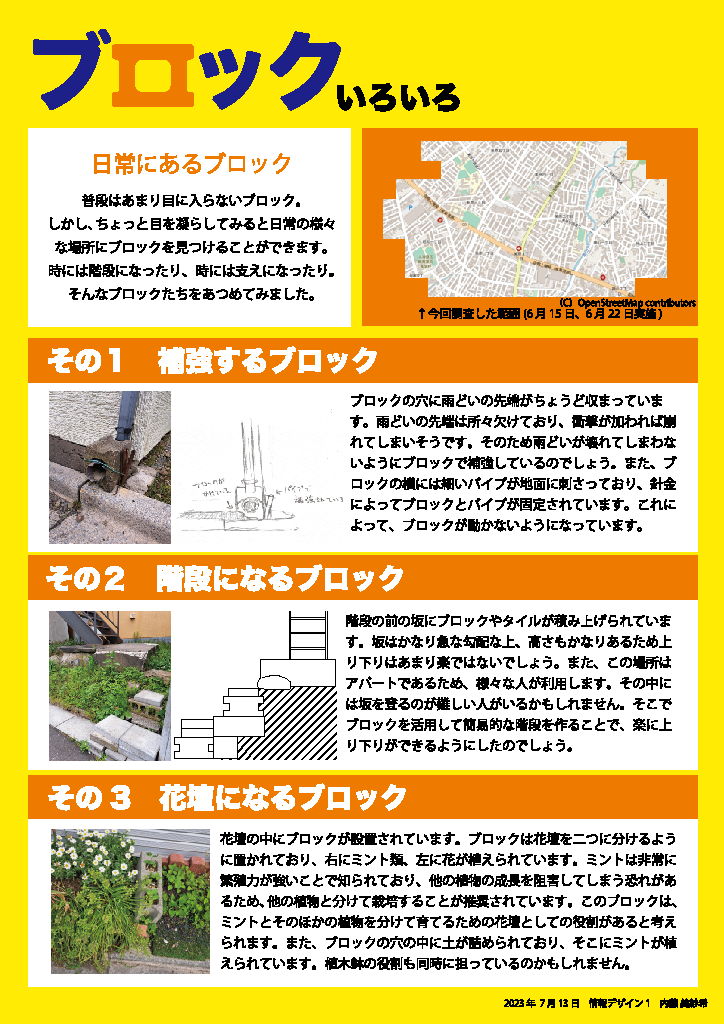 ブロックいろいろ
日常にあるブロック
普段はあまり目に入らないブロック。
しかし、ちょっと目を凝らしてみると日常の様々
な場所にブロックを見つけることができます。
時には階段になったり、時には支えになったり。
そんなブロックたちをあつめてみました。
(C) OpenStreetMap contributors
↑今回調査した範囲(6月15日、6月22日実施)
その1 補強するブロック
ブロックの穴に雨どいの先端がちょうど収まっていま
す。雨どいの先端は所々欠けており、衝撃が加われば崩
れてしまいそうです。そのため雨どいが壊れてしまわな
いようにブロックで補強しているのでしょう。また、ブ
ロックの横には細いパイプが地面に刺さっており、針金
によってブロックとパイプが固定されています。これに
よって、ブロックが動かないようになっています。
その2 階段になるブロック
階段の前の坂にブロックやタイルが積み上げられていま
す。坂はかなり急な勾配な上、高さもかなりあるため上
り下りはあまり楽ではないでしょう。また、この場所は
アパートであるため、様々な人が利用します。その中に
は坂を登るのが難しい人がいるかもしれません。そこで
ブロックを活用して簡易的な階段を作ることで、楽に上
り下りができるようにしたのでしょう。
その3 花壇になるブロック
花壇の中にブロックが設置されています。ブロックは花壇を二つに分けるよう
に置かれており、右にミント類、左に花が植えられています。ミントは非常に
繁殖力が強いことで知られており、他の植物の成長を阻害してしまう恐れがあ
るため、他の植物と分けて栽培することが推奨されています。このブロックは、
ミントとそのほかの植物を分けて育てるための花壇としての役割があると考え
られます。また、ブロックの穴の中に土が詰められており、そこにミントが植
えられています。植木鉢の役割も同時に担っているのかもしれません。
2023年 7月13日 情報デザイン1 内藤